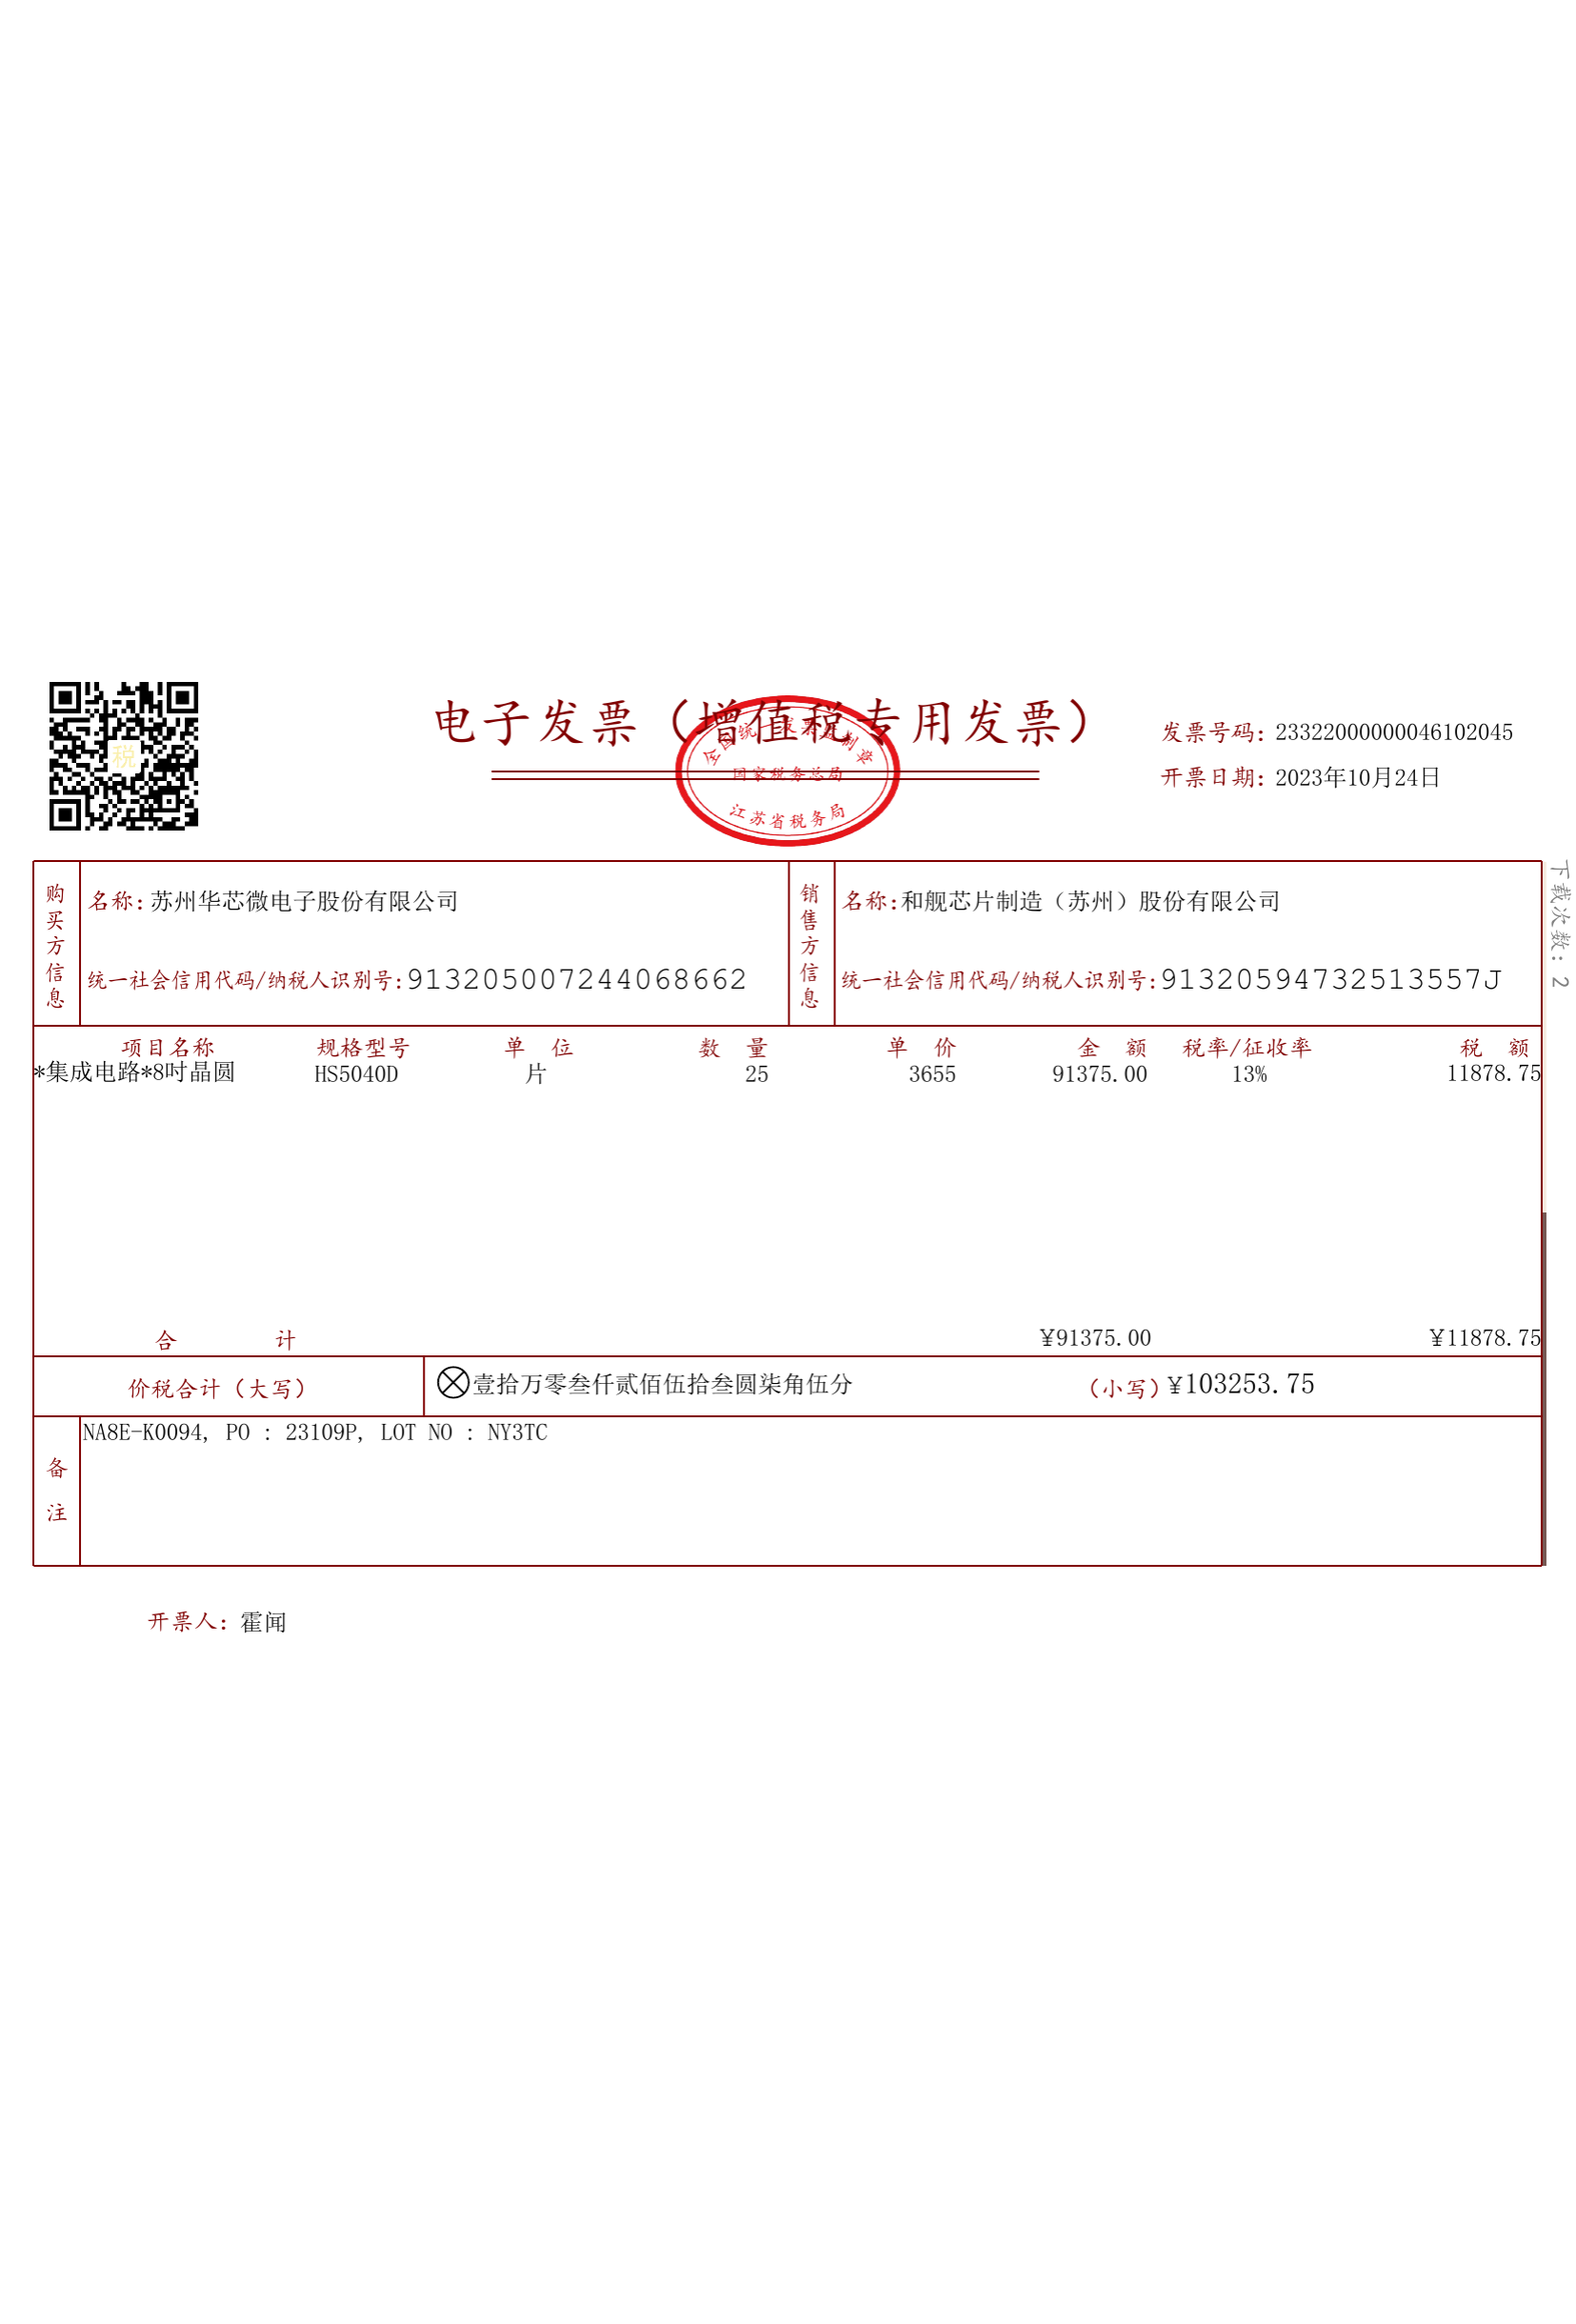 税
电子发票（增值税专用发票）
全国统一发票监制章
国家税务总局
江苏省税务局
发票号码：23322000000046102045
开票日期：2023年10月24日
下载次数：2
购买方信息
名称：苏州华芯微电子股份有限公司
统一社会信用代码/纳税人识别号：913205007244068662
销售方信息
名称：和舰芯片制造（苏州）股份有限公司
统一社会信用代码/纳税人识别号：91320594732513557J
项目名称 规格型号 单 位 数 量 单 价 金 额 税率/征收率 税 额
*集成电路*8吋晶圆 HS5040D 片 25 3655 91375.00 13% 11878.75
合 计 ¥91375.00 ¥11878.75
价税合计（大写） 壹拾万零叁仟贰佰伍拾叁圆柒角伍分 （小写）¥103253.75
备注
NA8E-K0094, PO : 23109P, LOT NO : NY3TC
开票人：霍闻